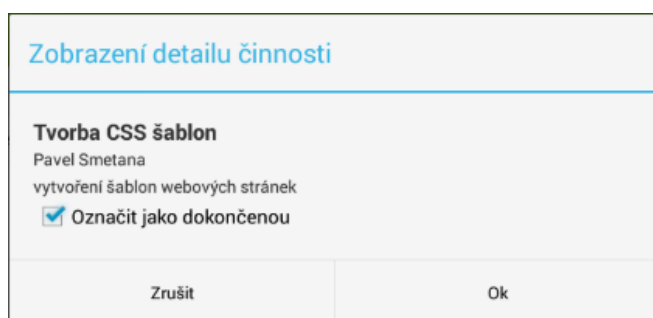 Zobrazení detailu činnosti
Tvorba CSS šablon
Pavel Smetana
vytvoření šablon webových stránek
Označit jako dokončenou
Zrušit
Ok